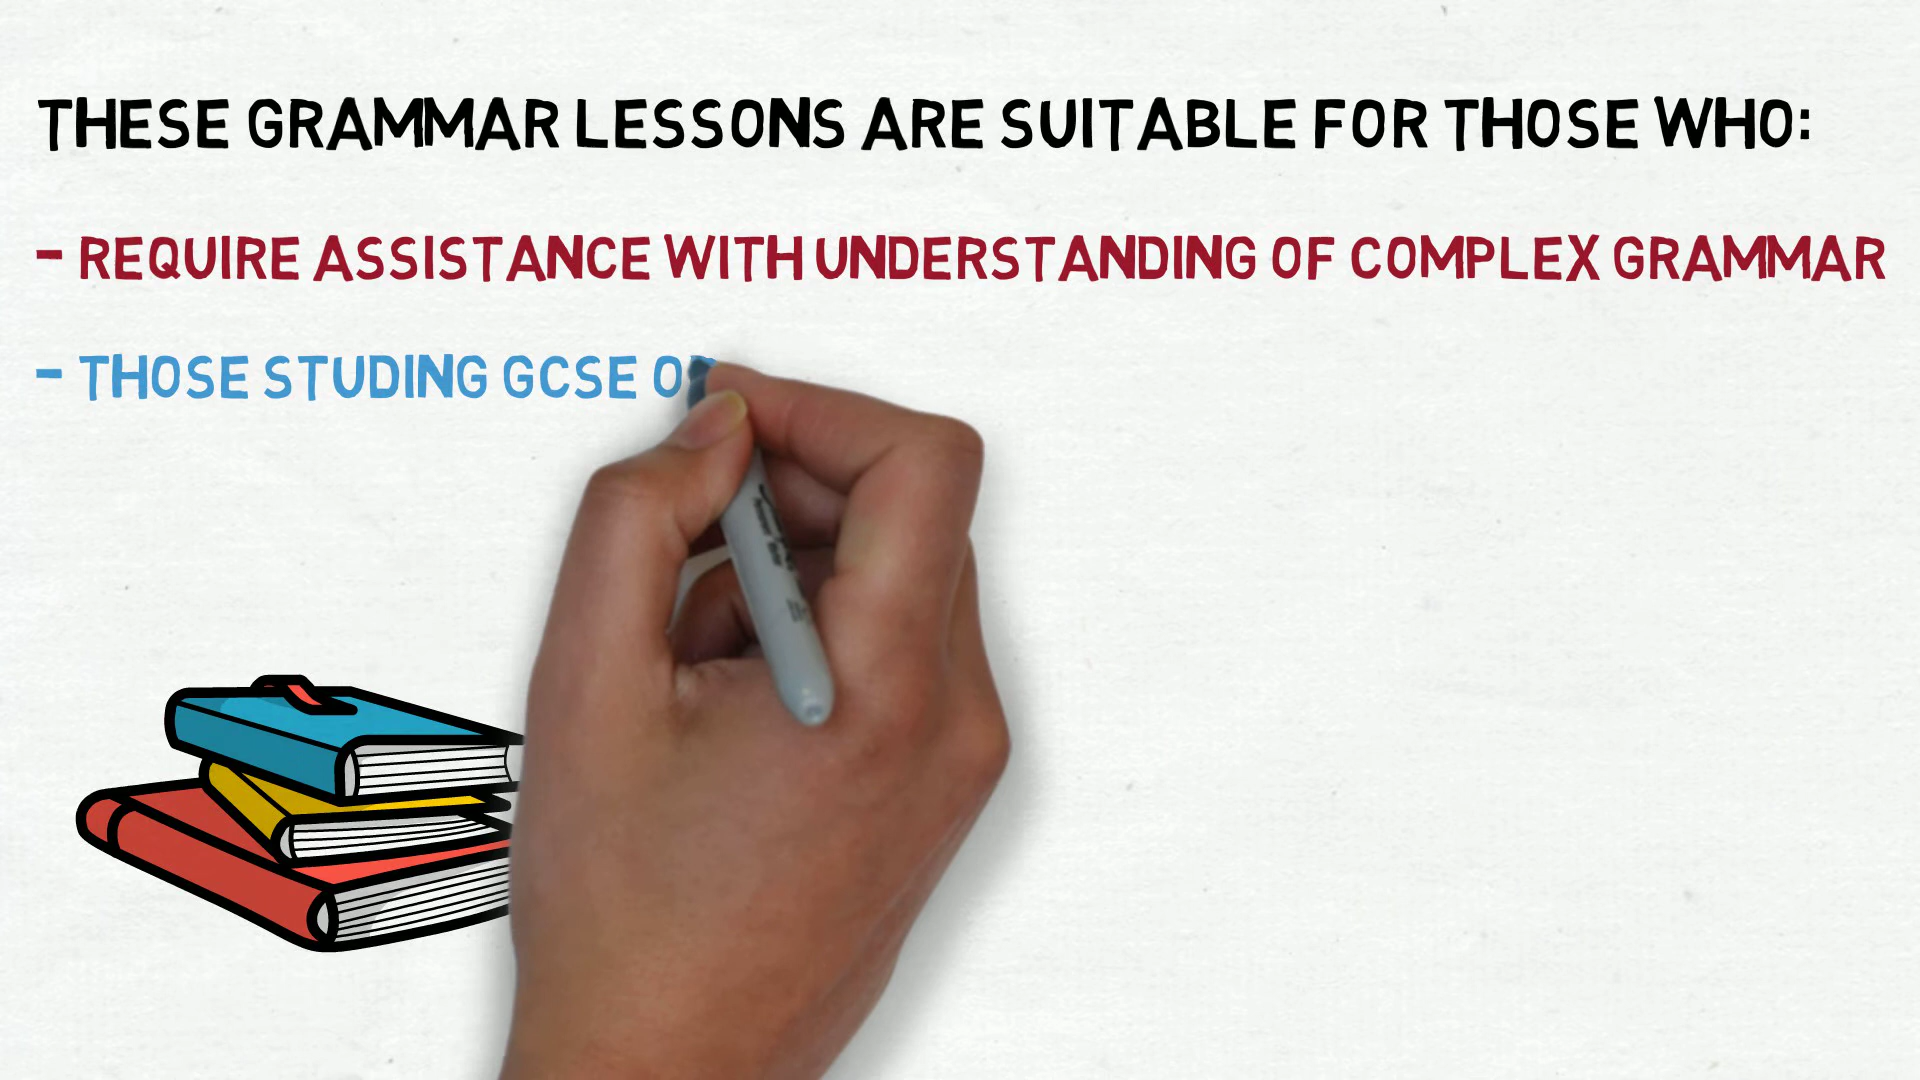 THESE GRAMMAR LESSONS ARE SUITABLE FOR THOSE WHO:
- REQUIRE ASSISTANCE WITH UNDERSTANDING OF COMPLEX GRAMMAR
- THOSE STUDING GCSE